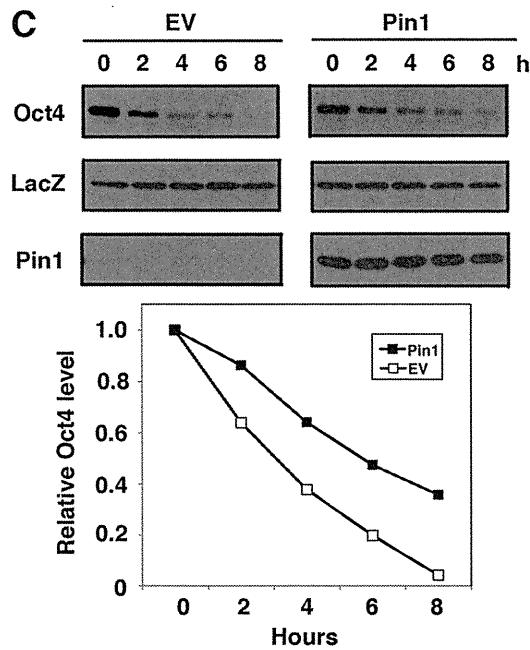 C
EV Pin1
0 2 4 6 8 0 2 4 6 8 h
Oct4
LacZ
Pin1
Relative Oct4 level
1.0
0.8
0.6
0.4
0.2
0
Pin1
EV
0 2 4 6 8
Hours